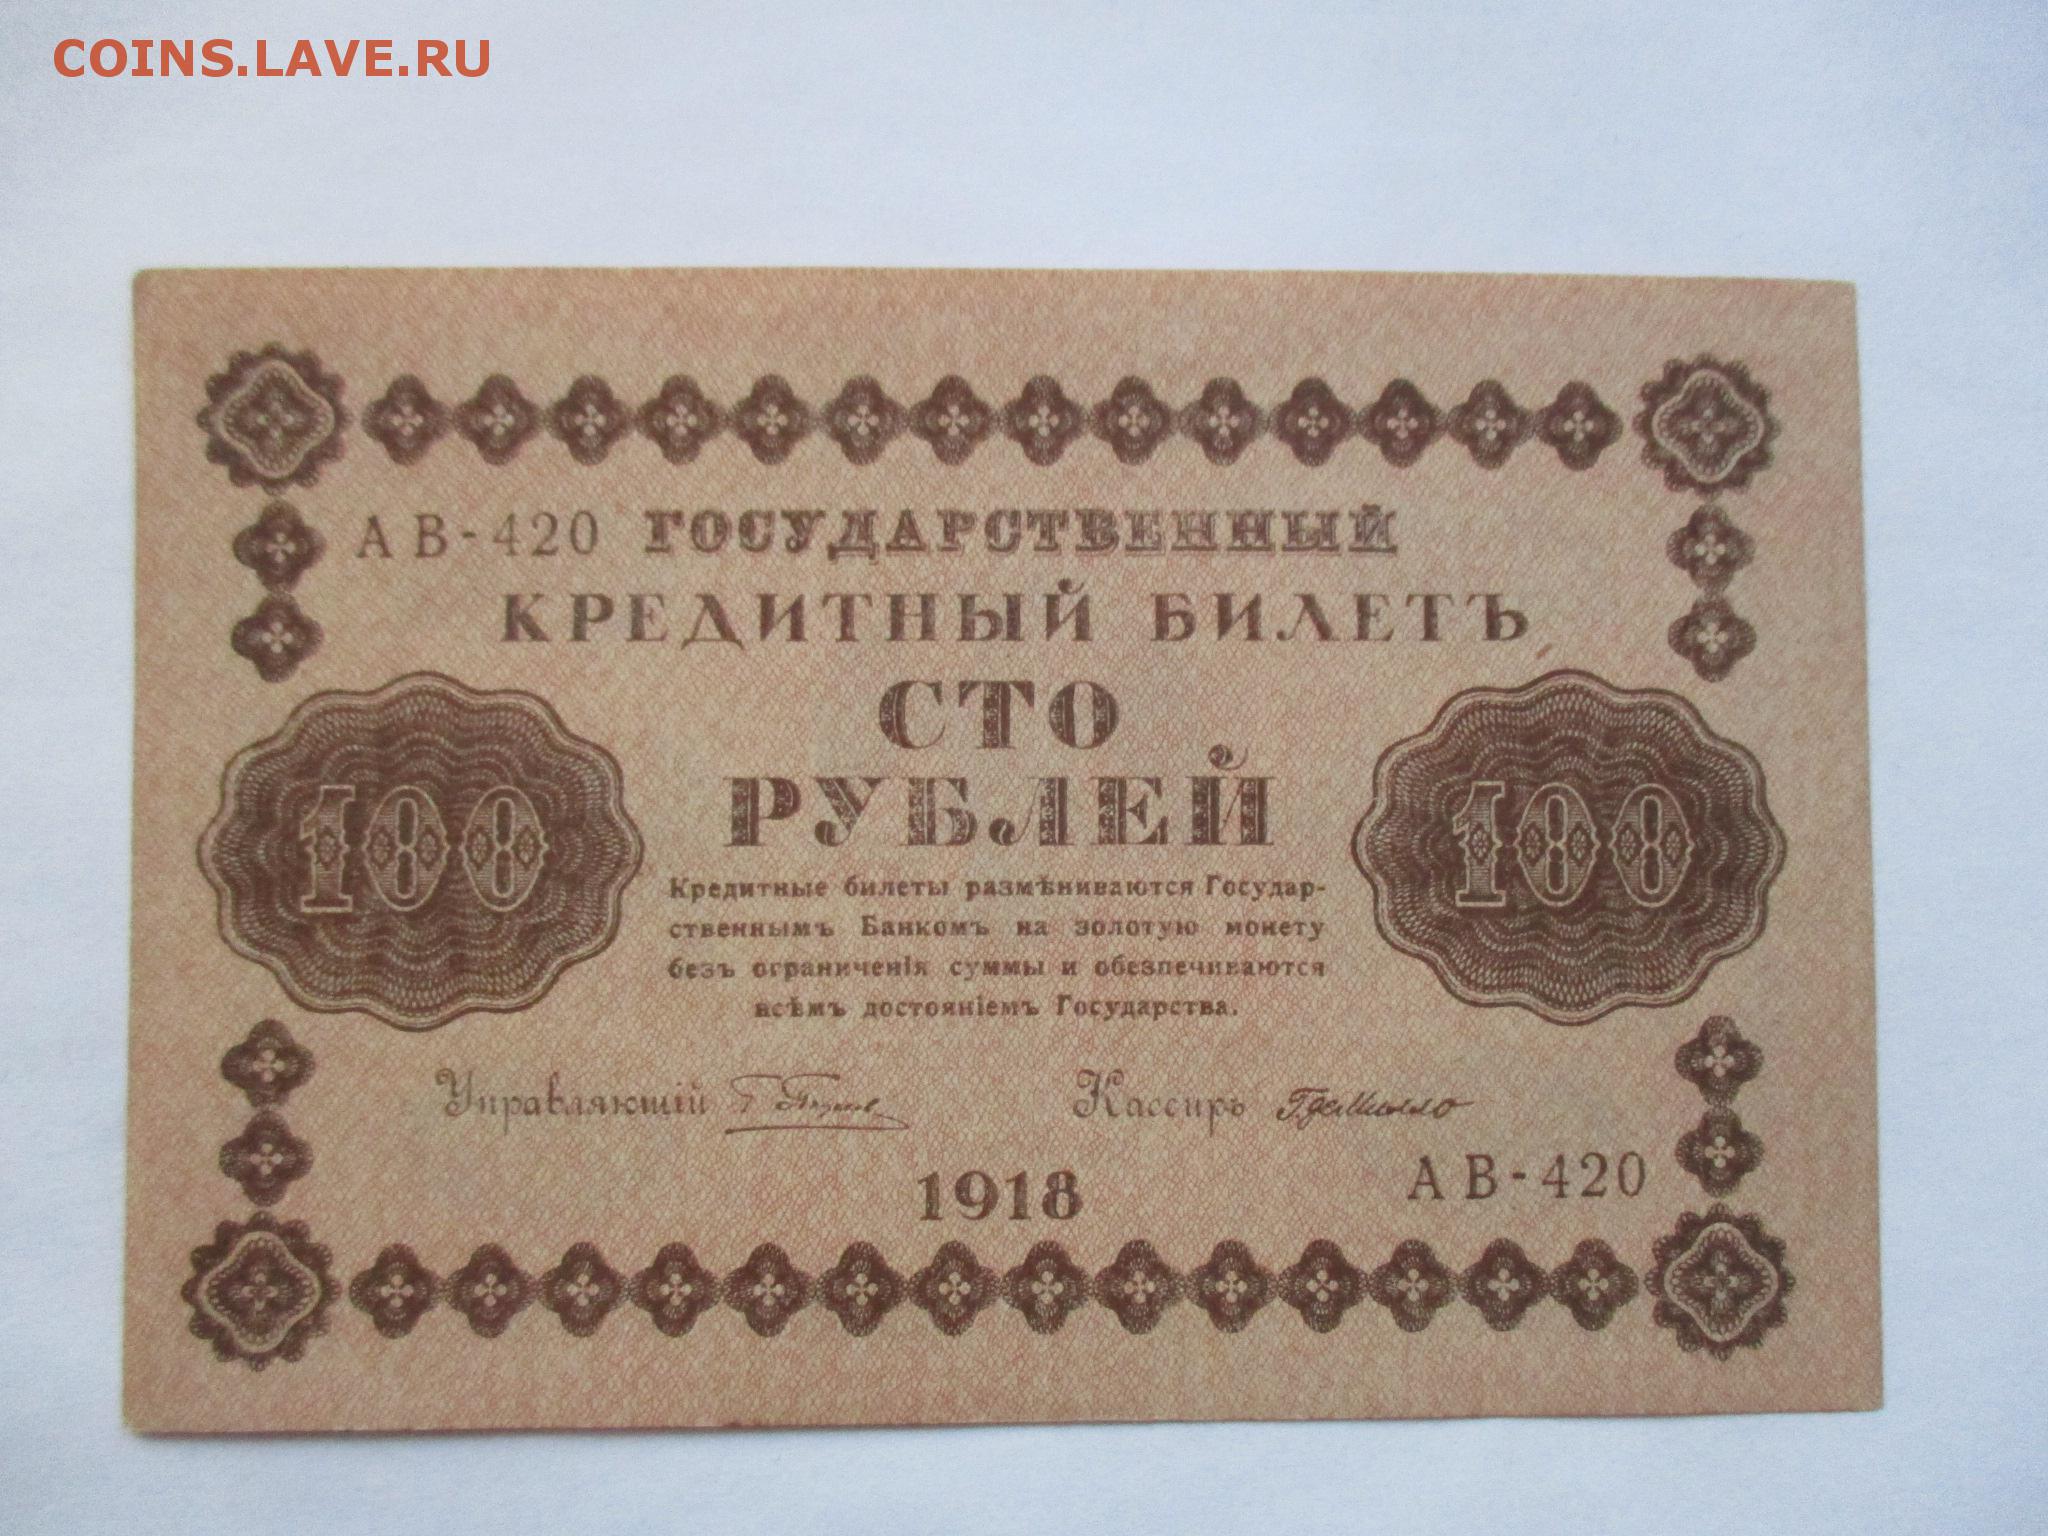 COINS.LAVE.RU
АВ-420 ГОСУДАРСТВЕННЫЙ
КРЕДИТНЫЙ БИЛЕТЪ
СТО
РУБЛЕЙ
100 100
Кредитные билеты размѣниваются Государ-
ственнымъ Банкомъ на золотую монету
безъ ограниченія суммы и обезпечиваются
всѣмъ достояніемъ Государства.
Управляющій Кассиръ
АВ-420
1918